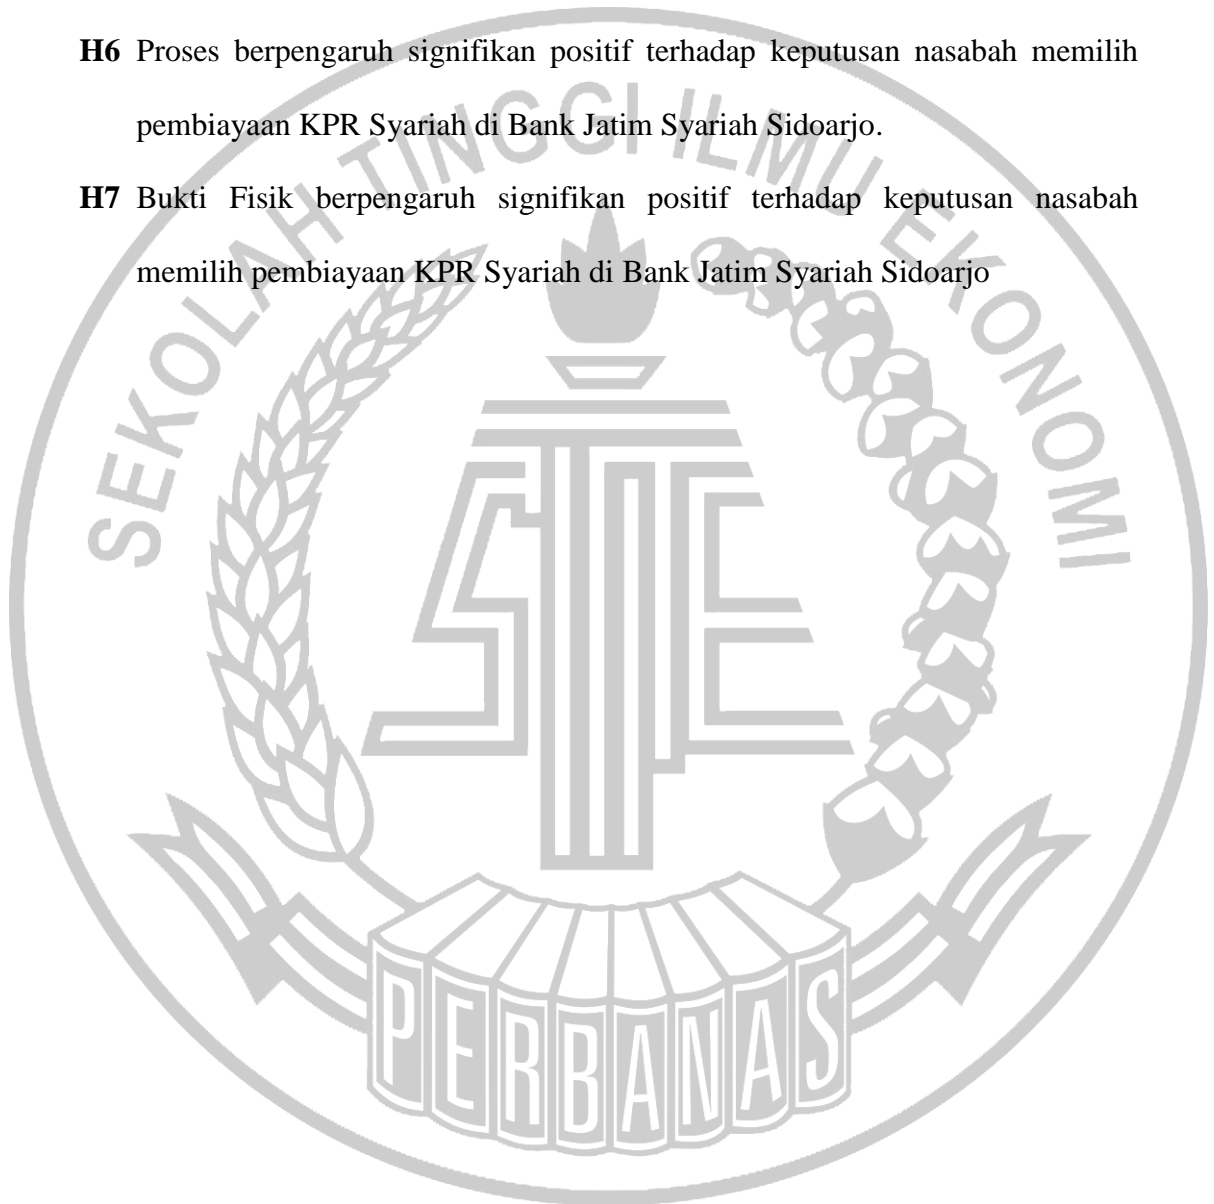 H6 Proses berpengaruh signifikan positif terhadap keputusan nasabah memilih
pembiayaan KPR Syariah di Bank Jatim Syariah Sidoarjo.
H7 Bukti Fisik berpengaruh signifikan positif terhadap keputusan nasabah
memilih pembiayaan KPR Syariah di Bank Jatim Syariah Sidoarjo
SEKOLAH TINGGI ILMU EKONOMI
STIE
PERBANAS